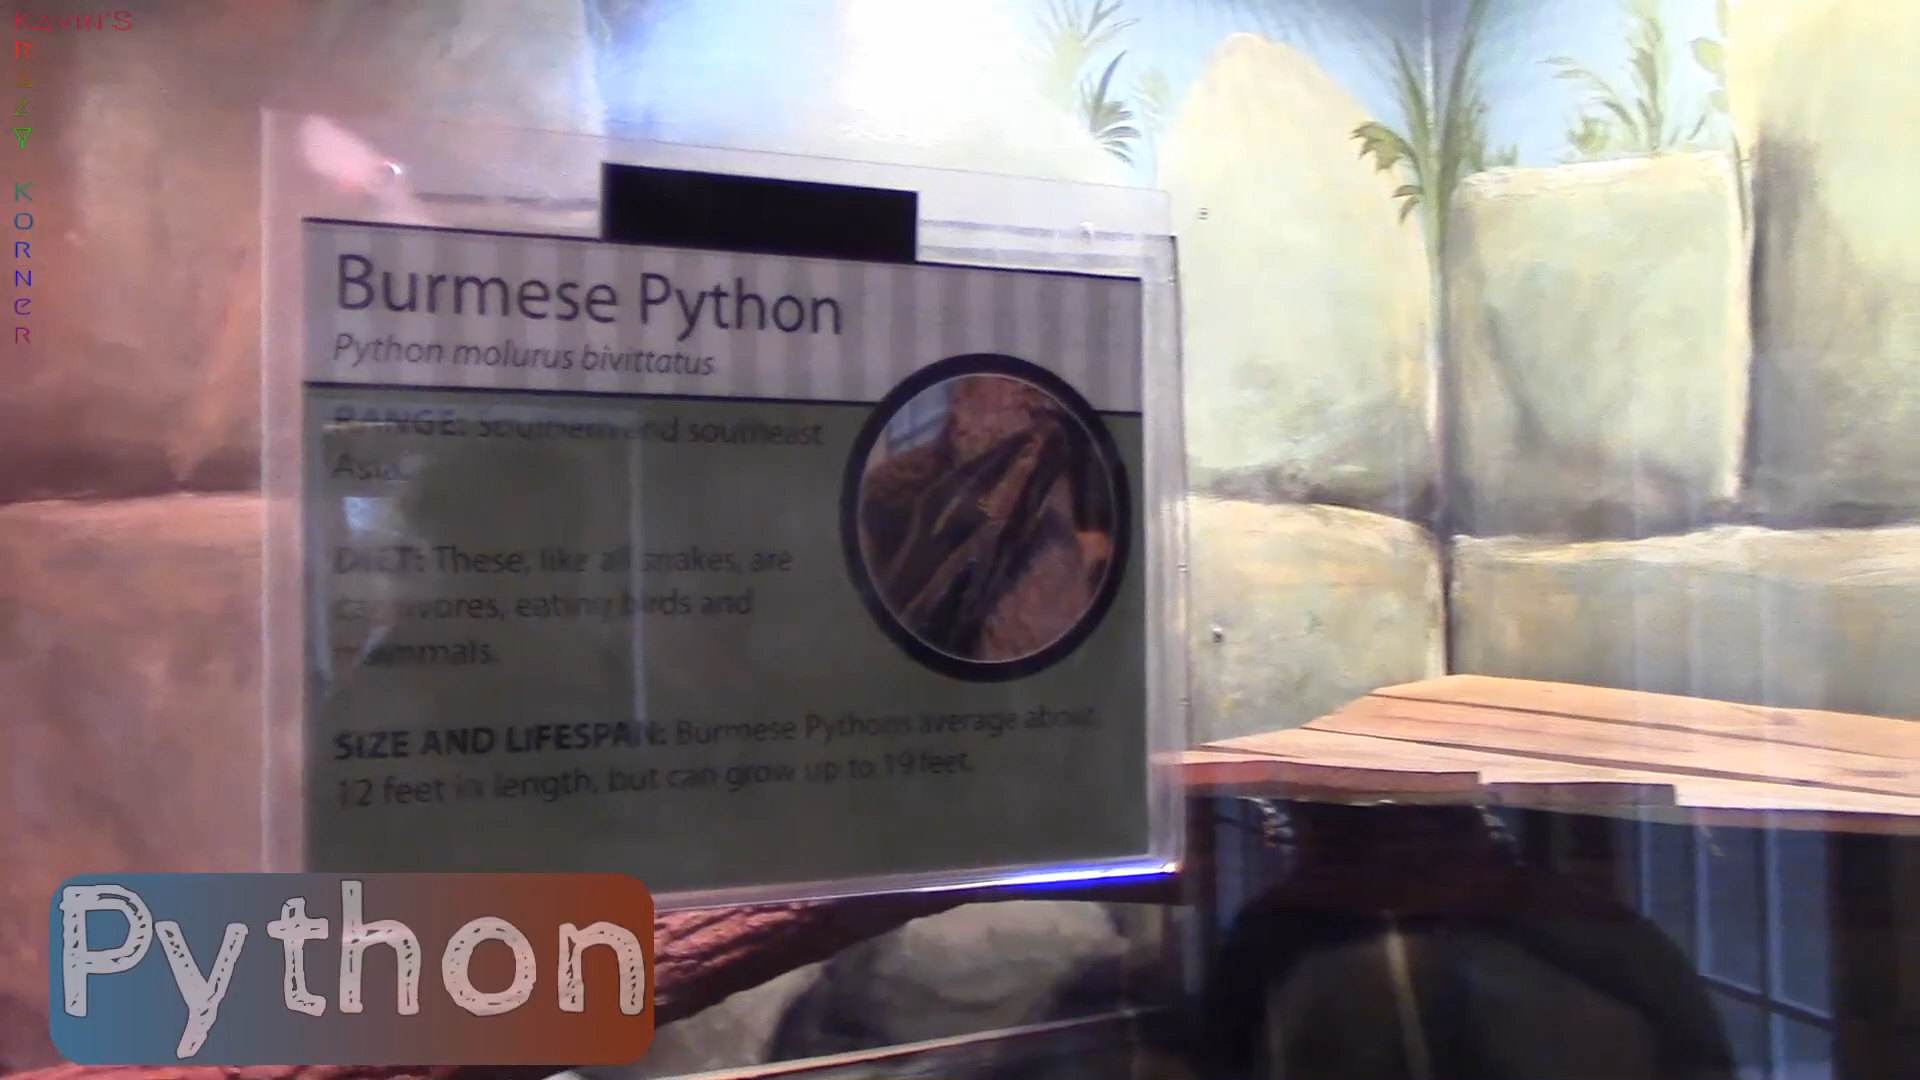 KAVIN'S
KRAZY
KORNER
Burmese Python
Python molurus bivittatus
RANGE: Southern and southeast
Asia.
DIET: These, like all snakes, are
carnivores, eating birds and
mammals.
SIZE AND LIFESPAN: Burmese Pythons average about
12 feet in length, but can grow up to 19 feet.
Python